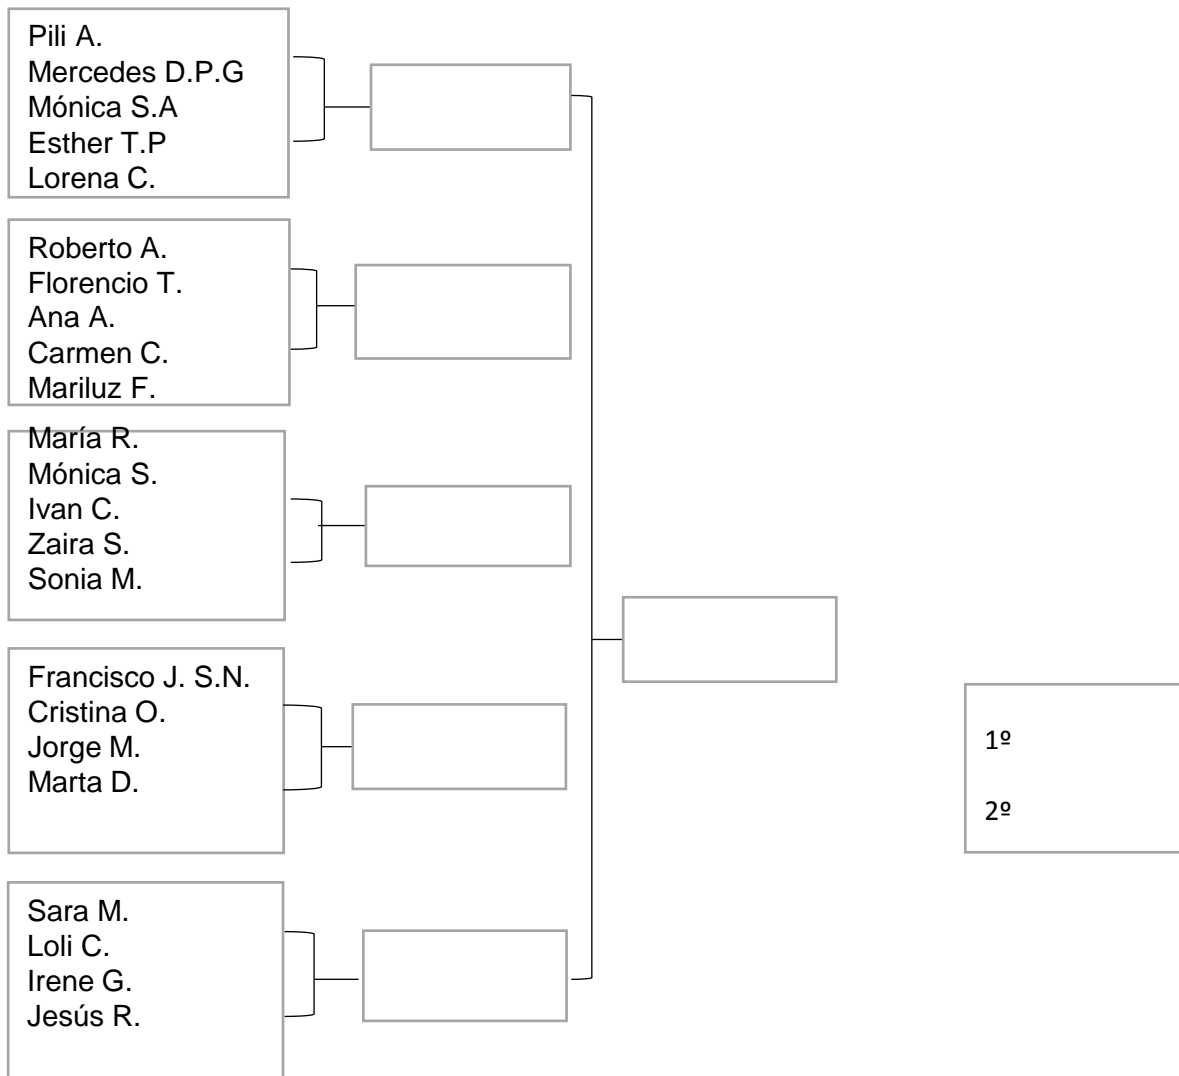 Pili A.
Mercedes D.P.G
Mónica S.A
Esther T.P
Lorena C.
Roberto A.
Florencio T.
Ana A.
Carmen C.
Mariluz F.
María R.
Mónica S.
Ivan C.
Zaira S.
Sonia M.
Francisco J. S.N.
Cristina O.
Jorge M.
Marta D.
Sara M.
Loli C.
Irene G.
Jesús R.
1º
2º